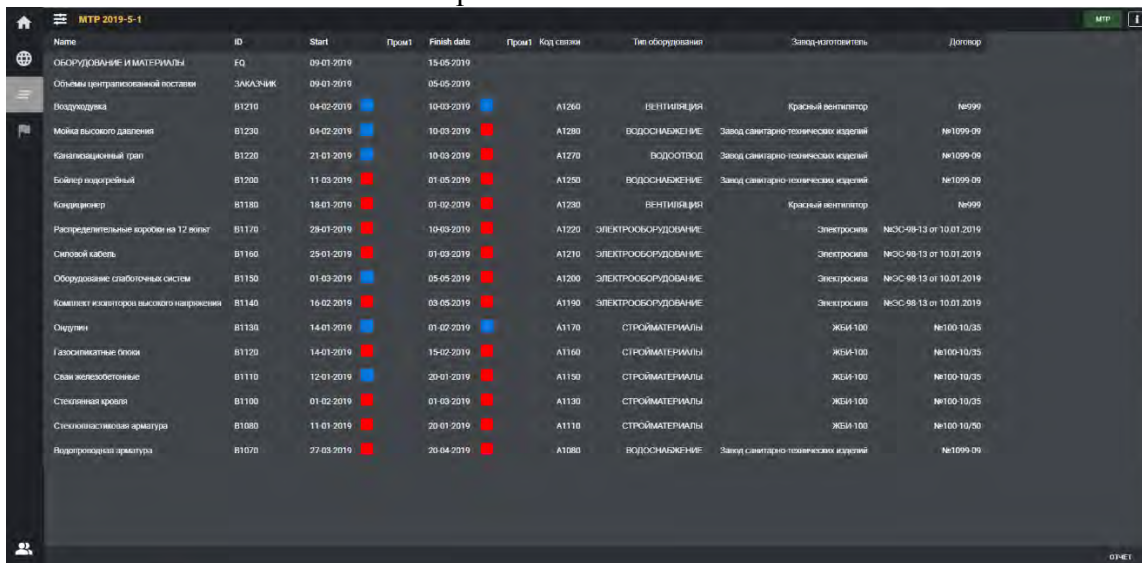 МТР 2019-5-1 МТР i
Name ID Start Пром1 Finish date Пром1 Код связки Тип оборудования Завод-изготовитель Договор
ОБОРУДОВАНИЕ И МАТЕРИАЛЫ EQ 09-01-2019 15-05-2019
Объёмы централизованной поставки ЗАКАЗЧИК 09-01-2019 05-05-2019
Воздуходувка B1210 04-02-2019 10-03-2019 A1260 ВЕНТИЛЯЦИЯ Красный вентилятор №999
Мойка высокого давления B1230 04-02-2019 10-03-2019 A1280 ВОДОСНАБЖЕНИЕ Завод санитарно-технических изделий №1099-09
Канализационный трап B1220 21-01-2019 10-03-2019 A1270 ВОДООТВОД Завод санитарно-технических изделий №1099-09
Бойлер водогрейный B1200 11-03-2019 01-05-2019 A1250 ВОДОСНАБЖЕНИЕ Завод санитарно-технических изделий №1099-09
Кондиционер B1180 18-01-2019 01-02-2019 A1230 ВЕНТИЛЯЦИЯ Красный вентилятор №999
Распределительные коробки на 12 вольт B1170 28-01-2019 10-03-2019 A1220 ЭЛЕКТРООБОРУДОВАНИЕ Электросила №ЭС-98-13 от 10.01.2019
Силовой кабель B1160 25-01-2019 01-03-2019 A1210 ЭЛЕКТРООБОРУДОВАНИЕ Электросила №ЭС-98-13 от 10.01.2019
Оборудование слаботочных систем B1150 01-03-2019 05-05-2019 A1200 ЭЛЕКТРООБОРУДОВАНИЕ Электросила №ЭС-98-13 от 10.01.2019
Комплект изоляторов высокого напряжения B1140 16-02-2019 03-05-2019 A1190 ЭЛЕКТРООБОРУДОВАНИЕ Электросила №ЭС-98-13 от 10.01.2019
Ондулин B1130 14-01-2019 01-02-2019 A1170 СТРОЙМАТЕРИАЛЫ ЖБИ-100 №100-10/35
Газосиликатные блоки B1120 14-01-2019 15-02-2019 A1160 СТРОЙМАТЕРИАЛЫ ЖБИ-100 №100-10/35
Сваи железобетонные B1110 12-01-2019 20-01-2019 A1150 СТРОЙМАТЕРИАЛЫ ЖБИ-100 №100-10/35
Стеклянная кровля B1100 01-02-2019 01-03-2019 A1130 СТРОЙМАТЕРИАЛЫ ЖБИ-100 №100-10/35
Стеклопластиковая арматура B1080 11-01-2019 20-01-2019 A1110 СТРОЙМАТЕРИАЛЫ ЖБИ-100 №100-10/50
Водопроводная арматура B1070 27-03-2019 20-04-2019 A1080 ВОДОСНАБЖЕНИЕ Завод санитарно-технических изделий №1099-09
ОТЧЕТ